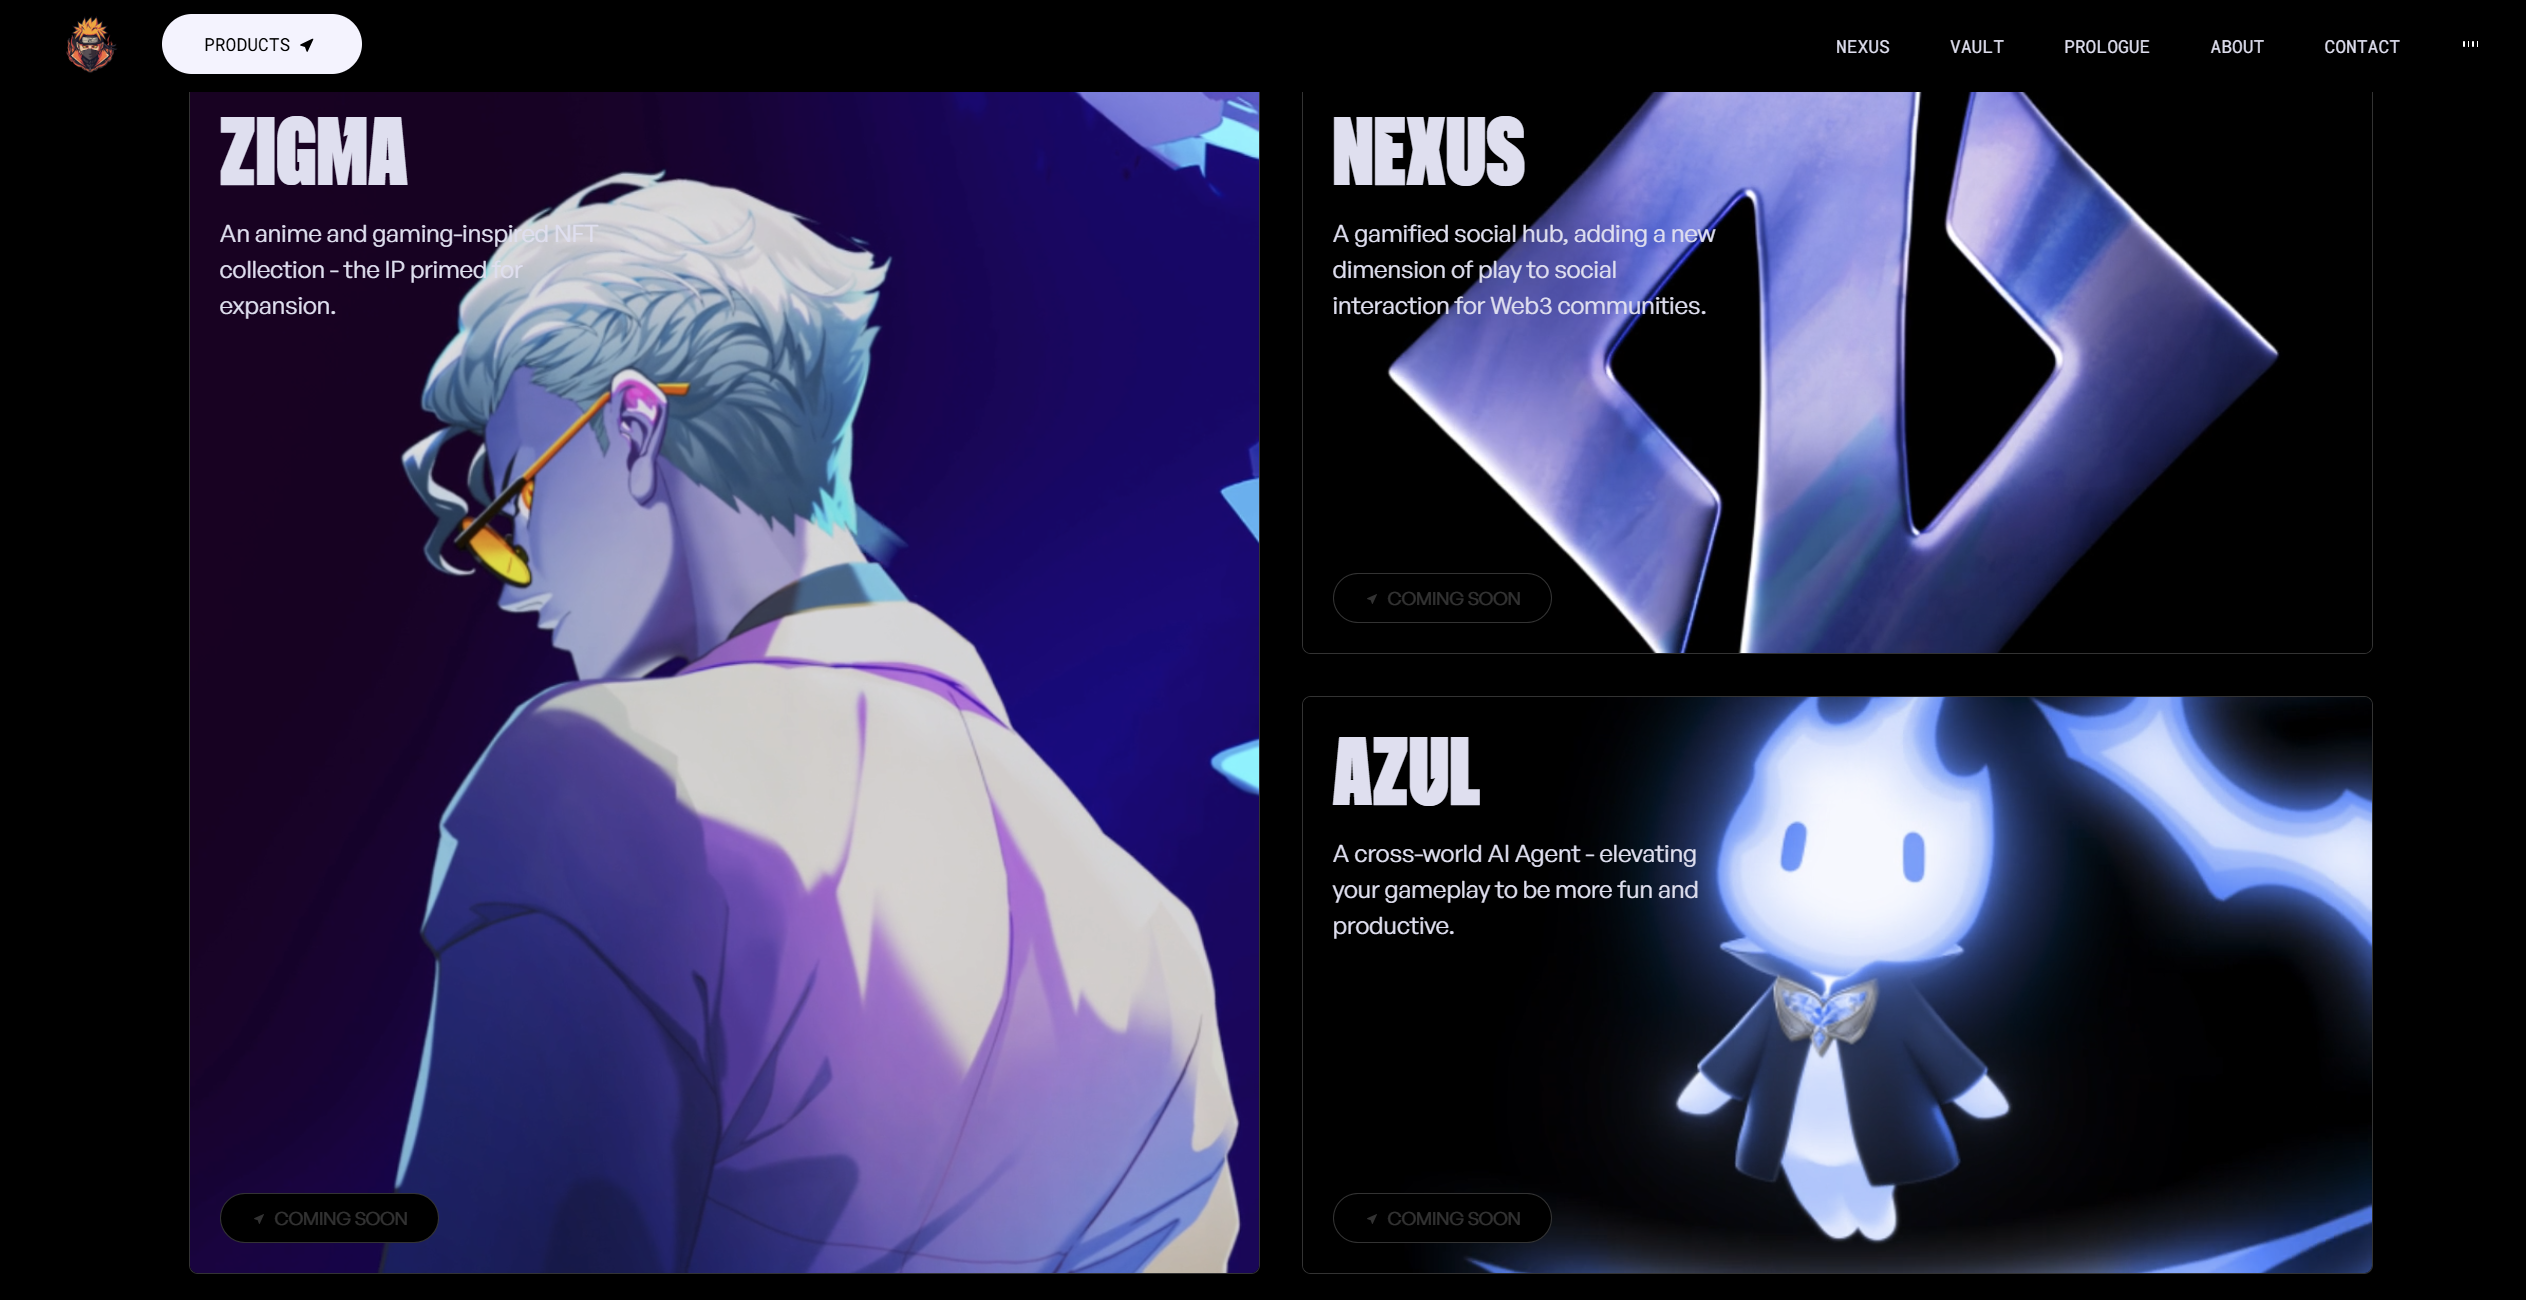 PRODUCTS
NEXUS
VAULT
PROLOGUE
ABOUT
CONTACT
ZIGMA
An anime and gaming-inspired NFT
collection - the IP primed for
expansion.
COMING SOON
NEXUS
A gamified social hub, adding a new
dimension of play to social
interaction for Web3 communities.
COMING SOON
AZUL
A cross-world AI Agent - elevating
your gameplay to be more fun and
productive.
COMING SOON